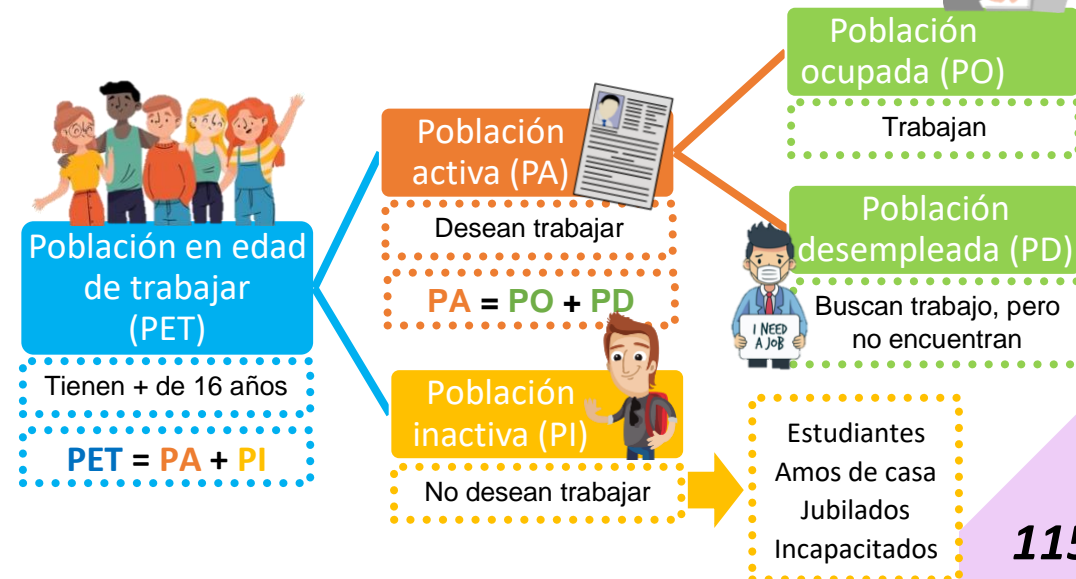 Población en edad
de trabajar
(PET)
Tienen + de 16 años
PET = PA + PI
Población
activa (PA)
Desean trabajar
PA = PO + PD
Población
inactiva (PI)
No desean trabajar
Población
ocupada (PO)
Trabajan
Población
desempleada (PD)
I NEED
A JOB
Buscan trabajo, pero
no encuentran
Estudiantes
Amos de casa
Jubilados
Incapacitados
115